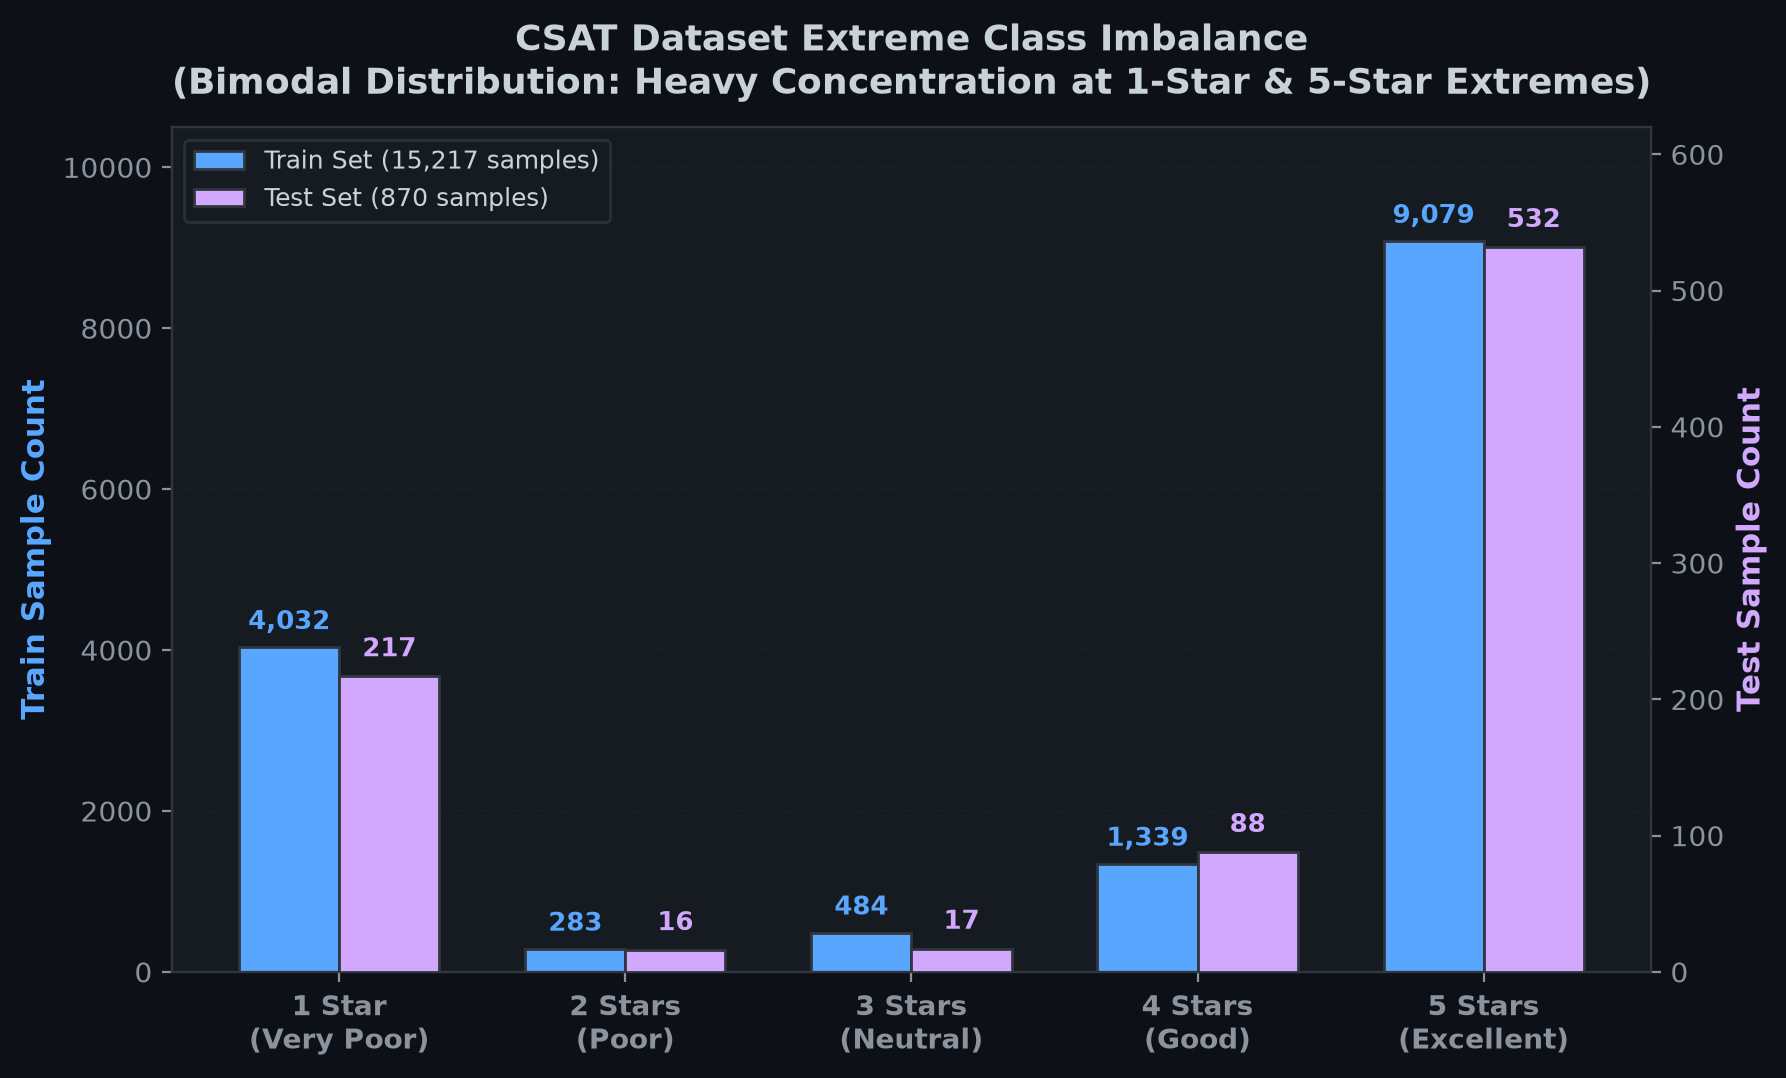 CSAT Dataset Extreme Class Imbalance
(Bimodal Distribution: Heavy Concentration at 1-Star & 5-Star Extremes)
Train Set (15,217 samples)
Test Set (870 samples)
Train Sample Count
10000
8000
6000
4000
2000
0
4,032
217
283
16
484
17
1,339
88
9,079
532
600
500
400
300
200
100
0
Test Sample Count
1 Star
(Very Poor)
2 Stars
(Poor)
3 Stars
(Neutral)
4 Stars
(Good)
5 Stars
(Excellent)